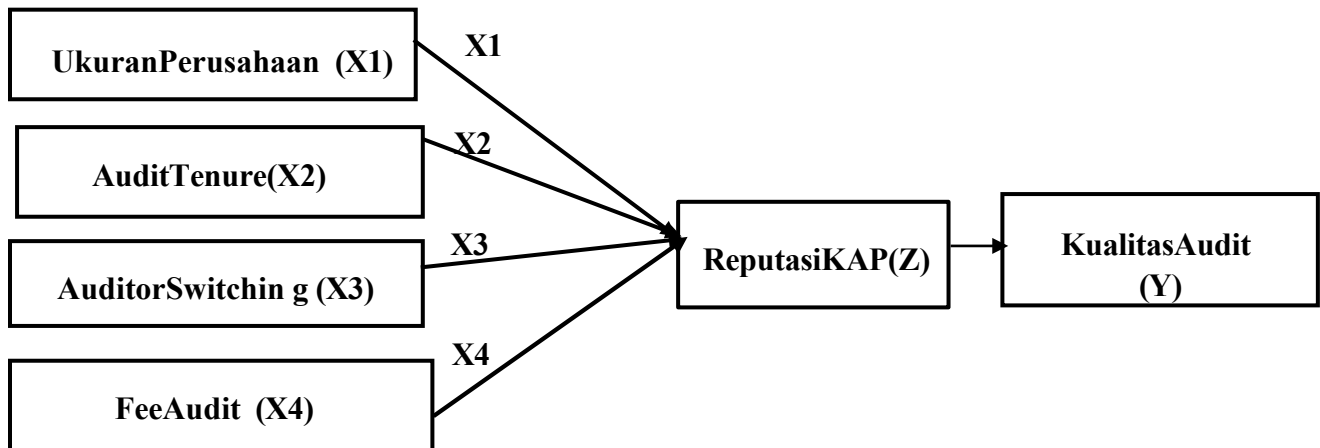 UkuranPerusahaan (X1)
X1
AuditTenure(X2)
X2
AuditorSwitchin g (X3)
X3
FeeAudit (X4)
X4
ReputasiKAP(Z)
KualitasAudit
(Y)